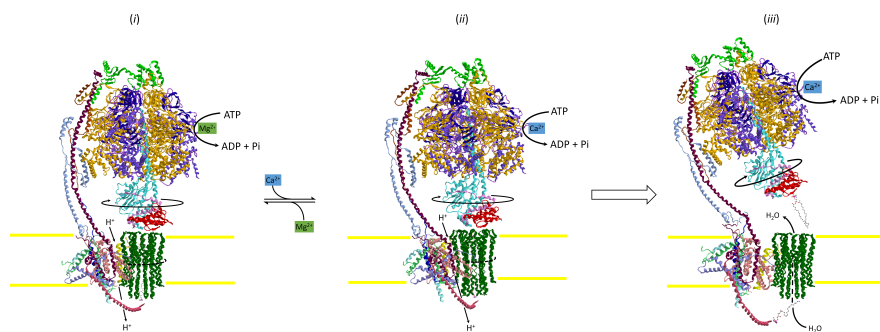 (i)
Mg²⁺
ATP
ADP + Pi
H⁺
H⁺
Ca²⁺
Mg²⁺
(ii)
Ca²⁺
ATP
ADP + Pi
H⁺
H⁺
(iii)
ATP
Ca²⁺
ADP + Pi
H₂O
H₂O